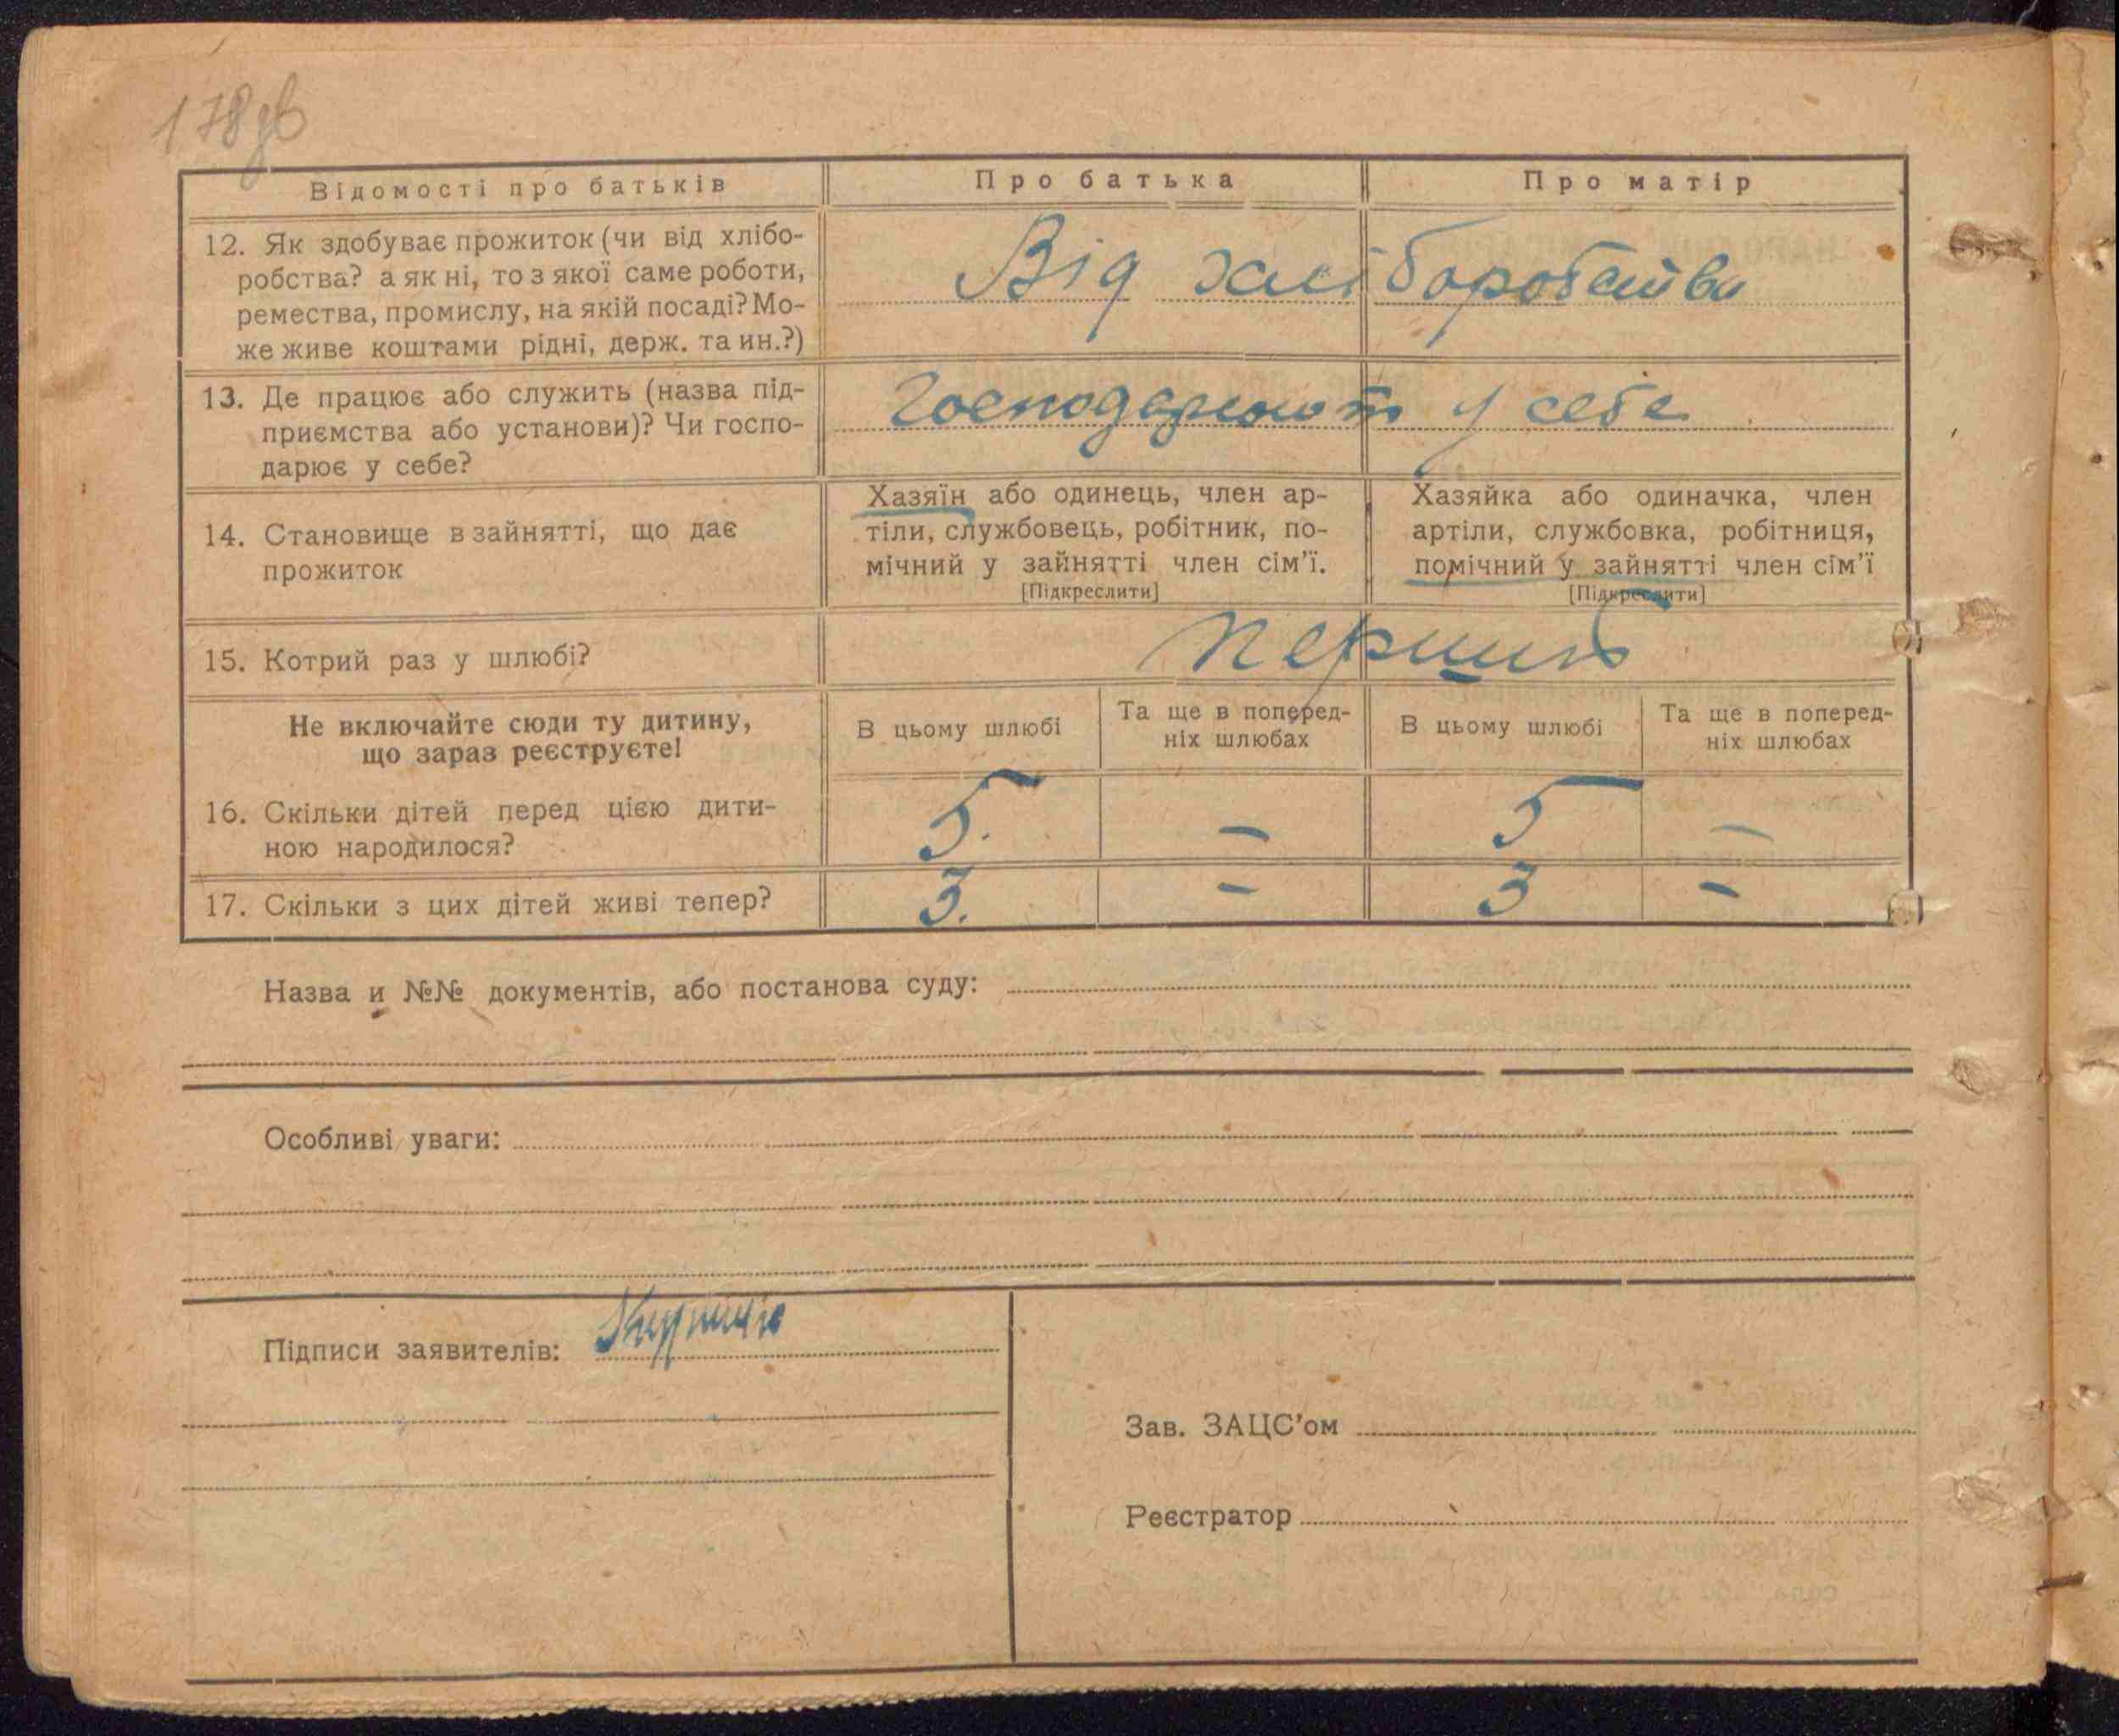 178зв
Відомості про батьків Про батька Про матір
12. Як здобуває прожиток (чи від хлібо-
робства? а як ні, то з якої саме роботи,
ремества, промислу, на якій посаді? Мо-
же живе коштами рідні, держ. та ин.?)
Від хліборобства
13. Де працює або служить (назва під-
приємства або установи)? Чи госпо-
дарює у себе?
Господарюют у себе
14. Становище в зайнятті, що дає
прожиток
Хазяїн або одинець, член ар-
тіли, службовець, робітник, по-
мічний у зайнятті член сім'ї.
[Підкреслити]
Хазяйка або одиначка, член
артіли, службовка, робітниця,
помічний у зайнятті член сім'ї
[Підкреслити]
15. Котрий раз у шлюбі?
Не включайте сюди ту дитину,
що зараз реєструєте!
В цьому шлюбі
Та ще в поперед-
ніх шлюбах
В цьому шлюбі
Та ще в поперед-
ніх шлюбах
16. Скільки дітей перед цією дити-
ною народилося?
5. – 5 –
17. Скільки з цих дітей живі тепер? 3. – 3 –
Назва и №№ документів, або постанова суду:
Особливі уваги:
Підписи заявителів:
Зав. ЗАЦС'ом
Реєстратор